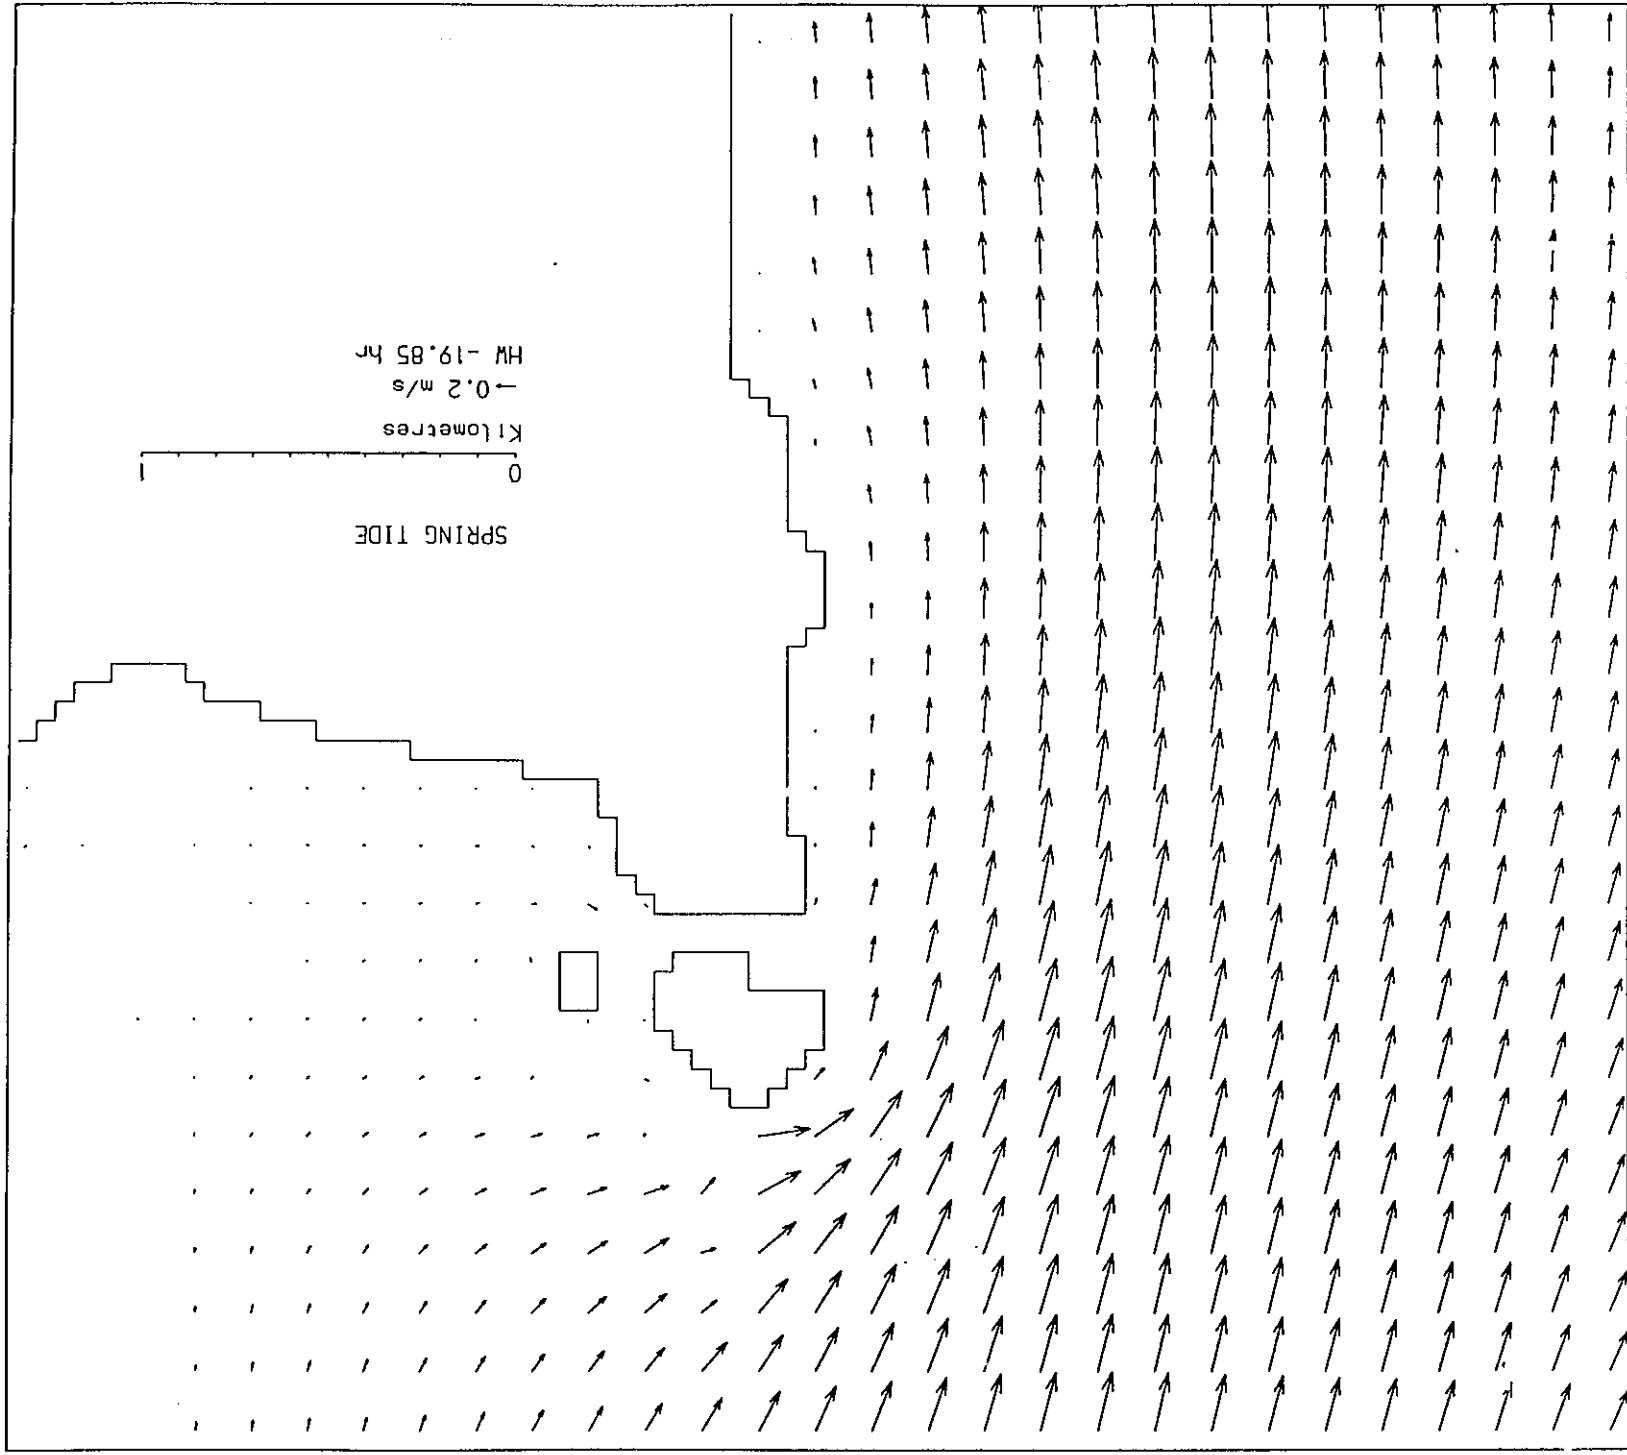 SPRING TIDE
0 1
Kilometres
→ 0.2 m/s
HW -19.85 hr